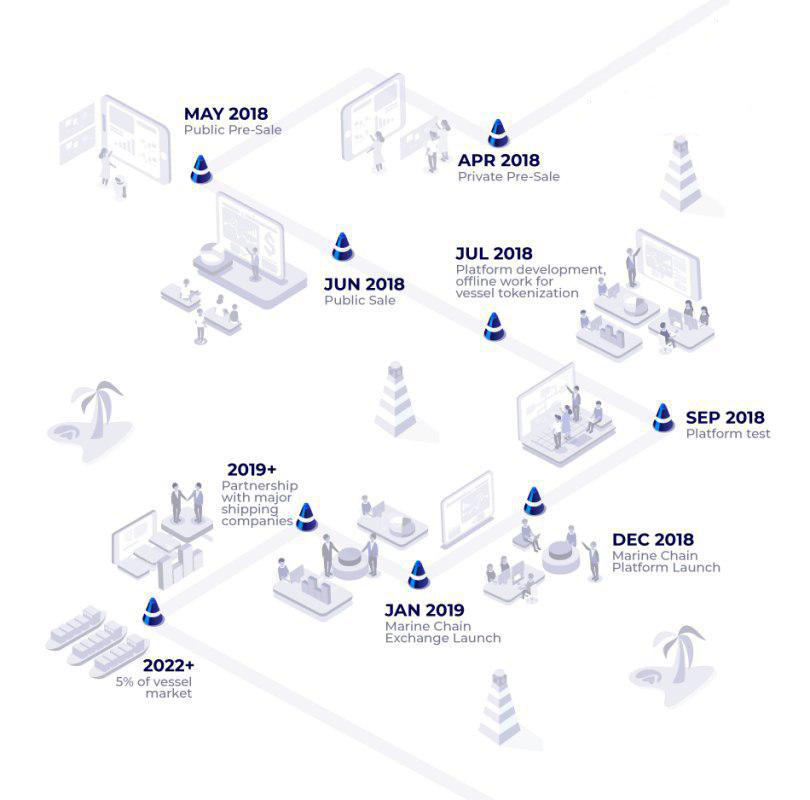 MAY 2018
Public Pre-Sale
APR 2018
Private Pre-Sale
JUN 2018
Public Sale
JUL 2018
Platform development,
offline work for
vessel tokenization
SEP 2018
Platform test
2019+
Partnership
with major
shipping
companies
DEC 2018
Marine Chain
Platform Launch
JAN 2019
Marine Chain
Exchange Launch
2022+
5% of vessel
market